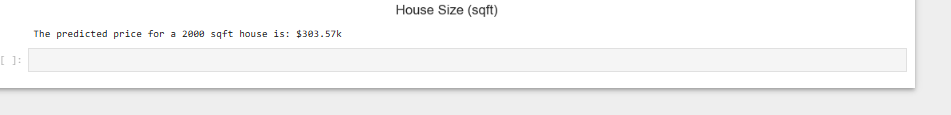 House Size (sqft)
The predicted price for a 2000 sqft house is: $303.57k
[ ]: